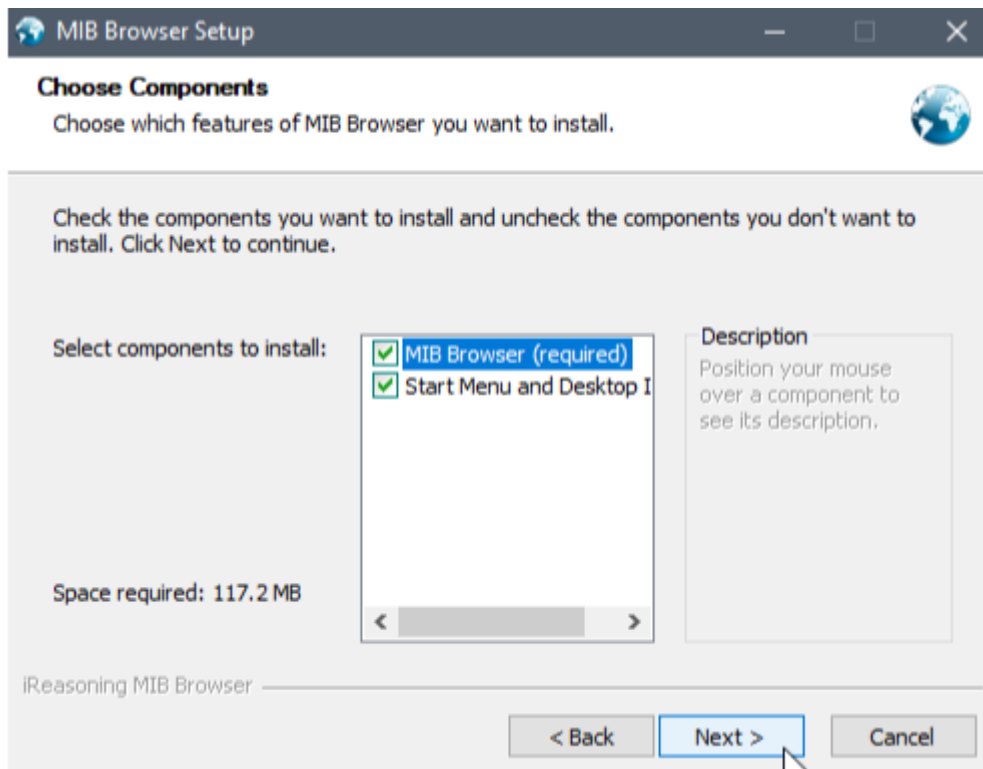 MIB Browser Setup
Choose Components
Choose which features of MIB Browser you want to install.
Check the components you want to install and uncheck the components you don't want to
install. Click Next to continue.
Select components to install:
MIB Browser (required)
Start Menu and Desktop I
Description
Position your mouse
over a component to
see its description.
Space required: 117.2 MB
iReasoning MIB Browser
< Back
Next >
Cancel